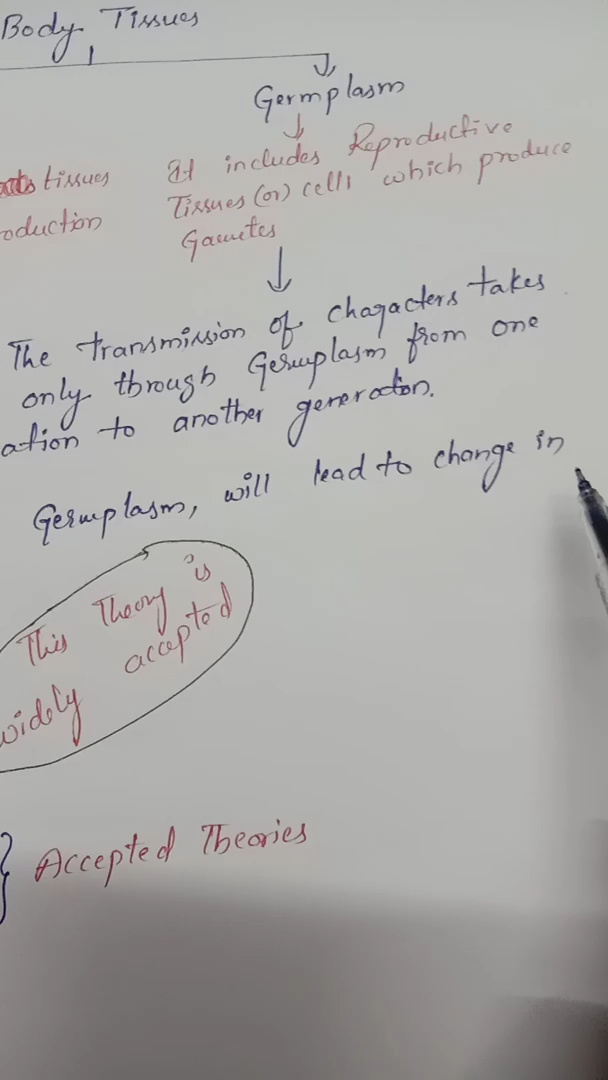 Body Tissues
Germplasm
tissues
oduction
It includes Reproductive
Tissues (or) cells which produce
Gametes
The transmission of characters takes
only through Germplasm from one
ation to another generation.
Germplasm, will lead to change in
This Theory is
widely accepted
} Accepted Theories